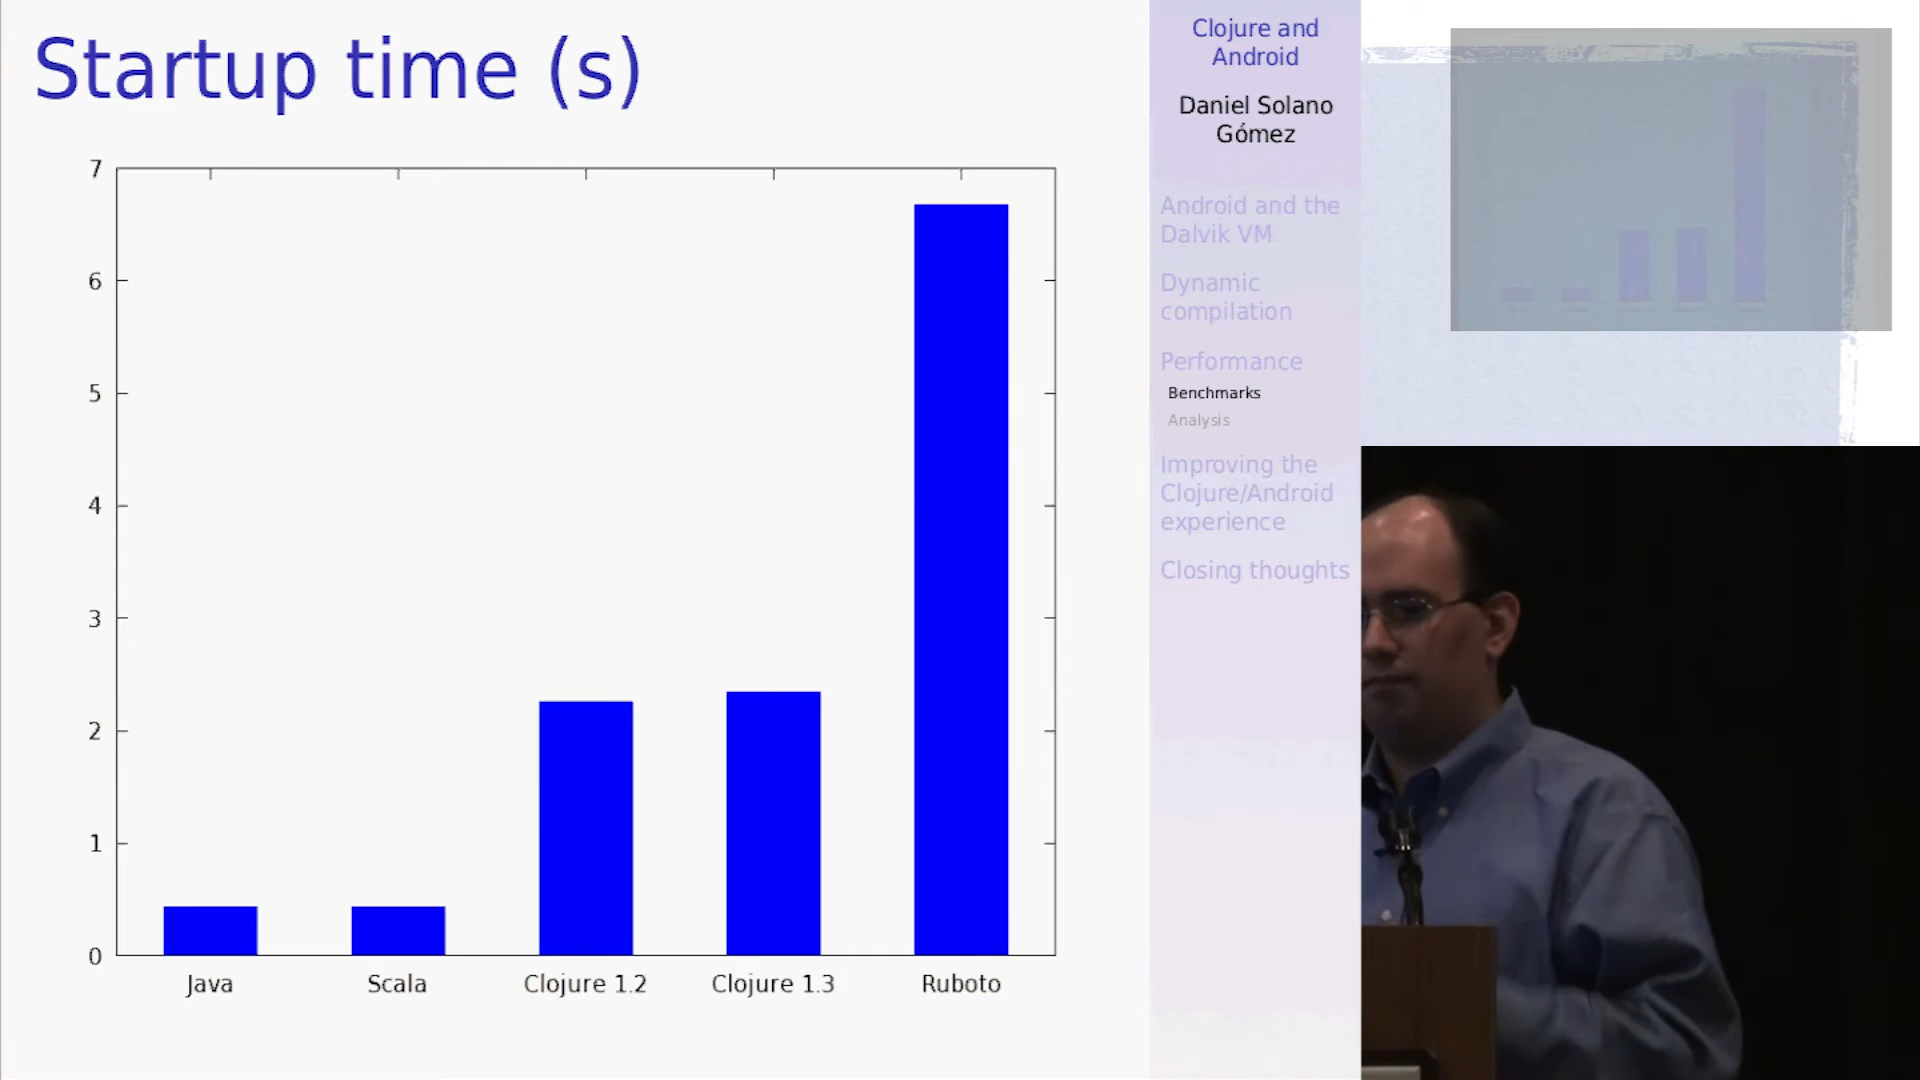 Startup time (s)
7
6
5
4
3
2
1
0
Java
Scala
Clojure 1.2
Clojure 1.3
Ruboto
Clojure and
Android
Daniel Solano
Gómez
Android and the
Dalvik VM
Dynamic
compilation
Performance
Benchmarks
Analysis
Improving the
Clojure/Android
experience
Closing thoughts